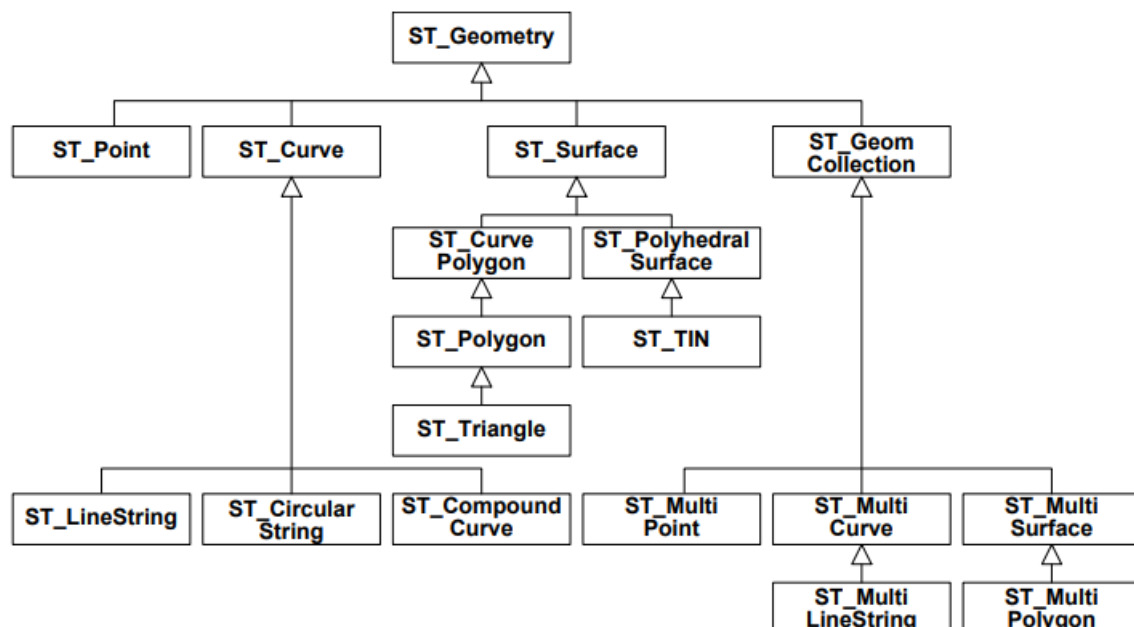 ST_Geometry
ST_Point
ST_Curve
ST_Surface
ST_Geom
Collection
ST_Curve
Polygon
ST_Polyhedral
Surface
ST_Polygon
ST_TIN
ST_Triangle
ST_LineString
ST_Circular
String
ST_Compound
Curve
ST_Multi
Point
ST_Multi
Curve
ST_Multi
Surface
ST_Multi
LineString
ST_Multi
Polygon